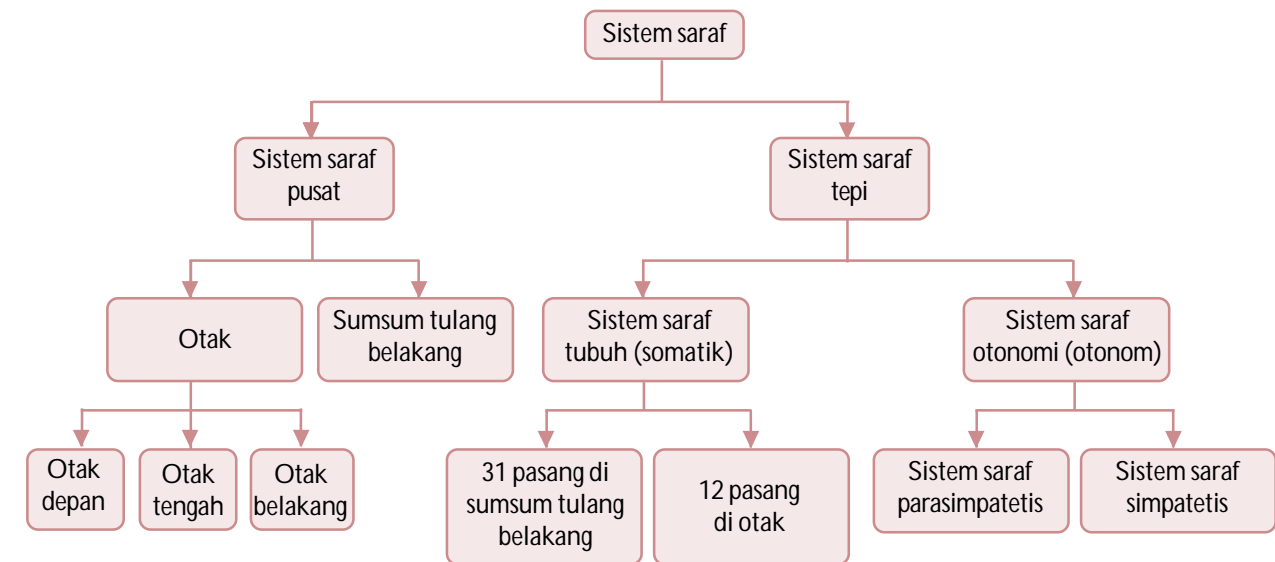 Sistem saraf
Sistem saraf
pusat
Sistem saraf
tepi
Otak
Sumsum tulang
belakang
Sistem saraf
tubuh (somatik)
Sistem saraf
otonomi (otonom)
Otak
depan
Otak
tengah
Otak
belakang
31 pasang di
sumsum tulang
belakang
12 pasang
di otak
Sistem saraf
parasimpatetis
Sistem saraf
simpatetis